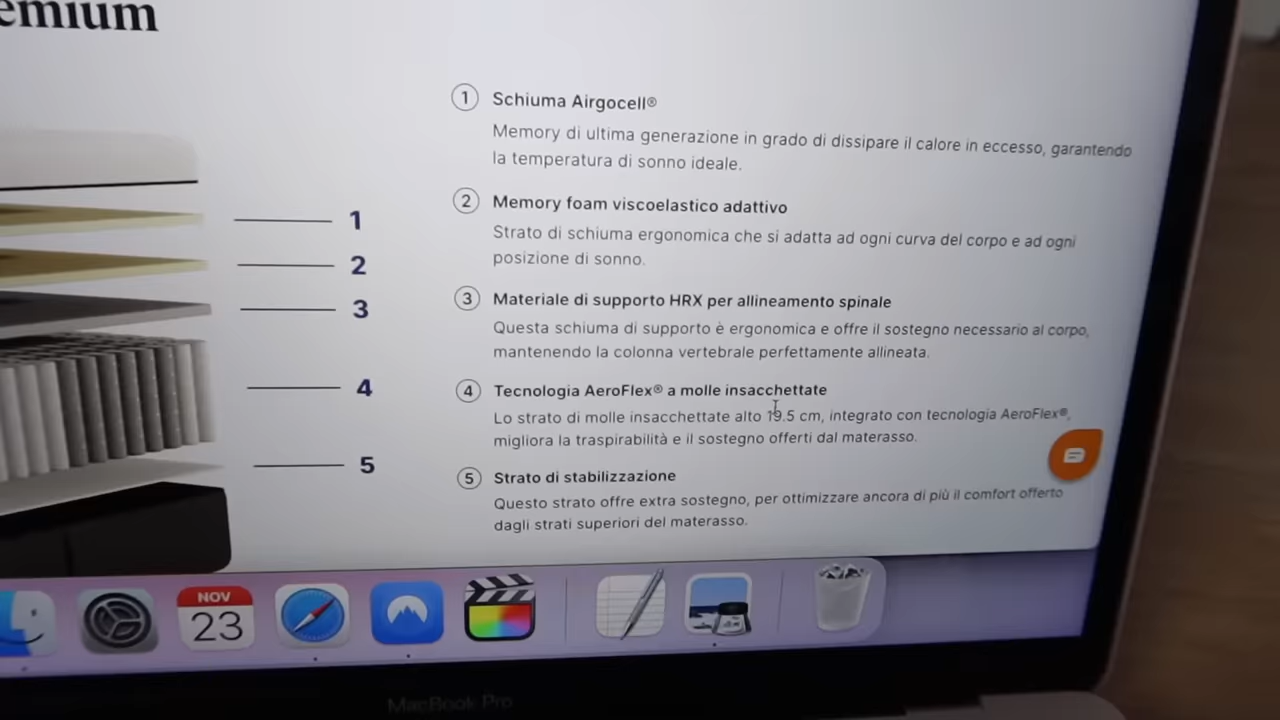 1 Schiuma Airgocell®
Memory di ultima generazione in grado di dissipare il calore in eccesso, garantendo
la temperatura di sonno ideale.
2 Memory foam viscoelastico adattivo
Strato di schiuma ergonomica che si adatta ad ogni curva del corpo e ad ogni
posizione di sonno.
3 Materiale di supporto HRX per allineamento spinale
Questa schiuma di supporto è ergonomica e offre il sostegno necessario al corpo,
mantenendo la colonna vertebrale perfettamente allineata.
4 Tecnologia AeroFlex® a molle insacchettate
Lo strato di molle insacchettate alto 19.5 cm, integrato con tecnologia AeroFlex®,
migliora la traspirabilità e il sostegno offerti dal materasso.
5 Strato di stabilizzazione
Questo strato offre extra sostegno, per ottimizzare ancora di più il comfort offerto
dagli strati superiori del materasso.
1
2
3
4
5
NOV
23
MacBook Pro